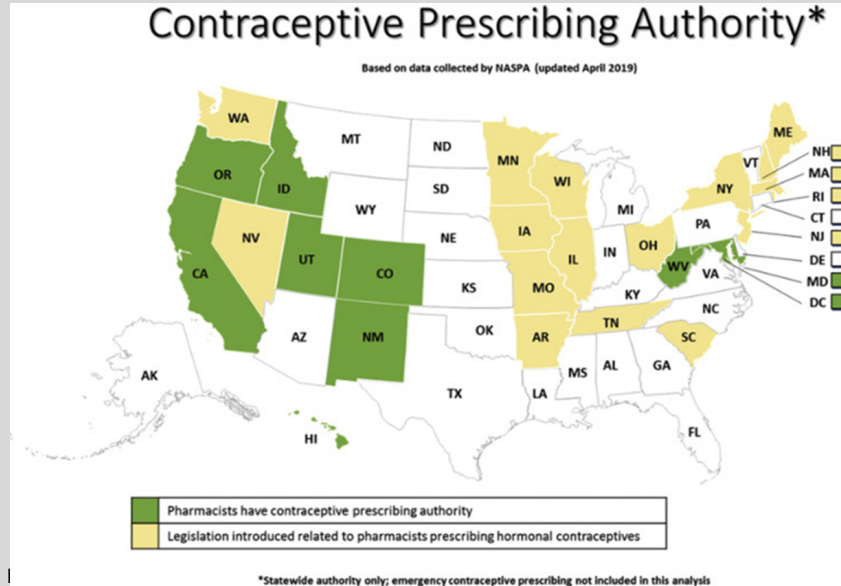 Contraceptive Prescribing Authority*
Based on data collected by NASPA (updated April 2019)
WA
MT
ND
MN
ME
OR
ID
SD
WI
VT
NH
MA
NY
RI
WY
MI
CT
NV
NE
IA
PA
NJ
UT
CO
IL
IN
OH
WV
VA
DE
CA
KS
MO
KY
MD
DC
AZ
NM
OK
AR
TN
NC
SC
AK
TX
LA
MS
AL
GA
HI
FL
Pharmacists have contraceptive prescribing authority
Legislation introduced related to pharmacists prescribing hormonal contraceptives
*Statewide authority only; emergency contraceptive prescribing not included in this analysis